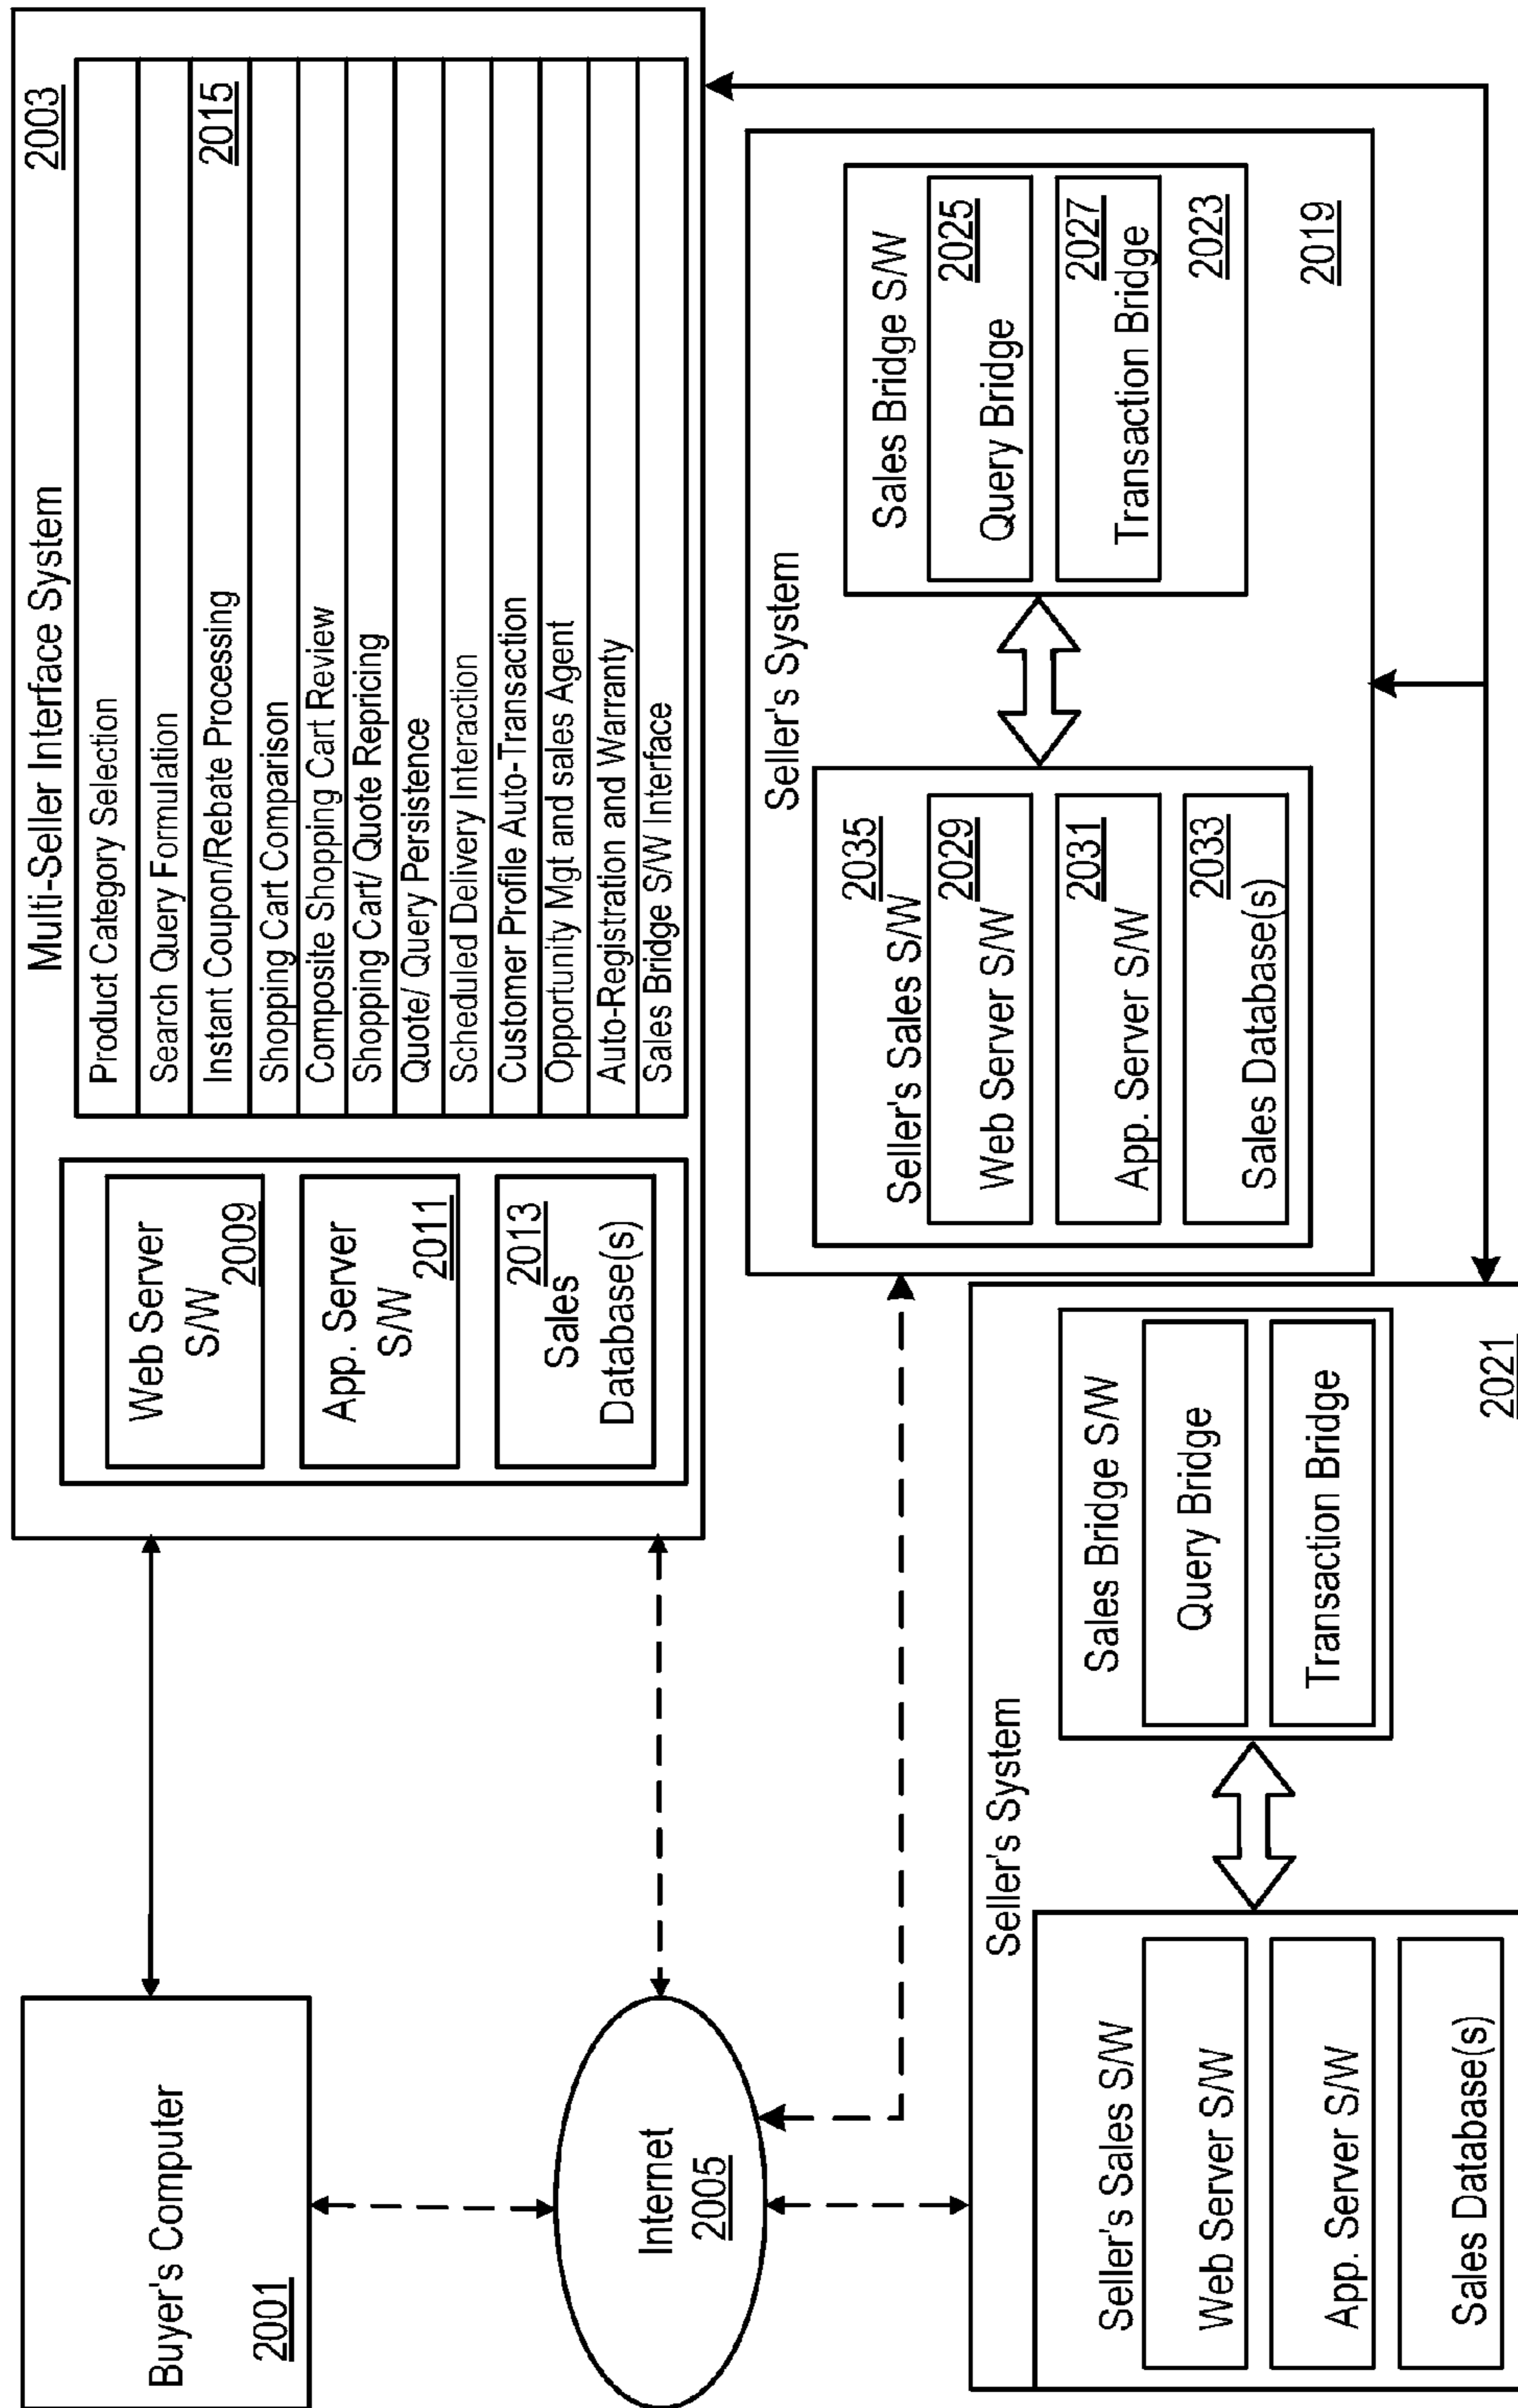 Buyer's Computer
2001
Internet
2005
Multi-Seller Interface System
2003
Web Server
S/W
2009
App. Server
S/W
2011
2013
Sales
Database(s)
Product Category Selection
Search Query Formulation
Instant Coupon/Rebate Processing
2015
Shopping Cart Comparison
Composite Shopping Cart Review
Shopping Cart/ Quote Repricing
Quote/ Query Persistence
Scheduled Delivery Interaction
Customer Profile Auto-Transaction
Opportunity Mgt and sales Agent
Auto-Registration and Warranty
Sales Bridge S/W Interface
Seller's System
2035
Seller's Sales S/W
2029
Web Server S/W
2031
App. Server S/W
2033
Sales Database(s)
Sales Bridge S/W
2025
Query Bridge
2027
Transaction Bridge
2023
2019
Seller's System
Seller's Sales S/W
Web Server S/W
App. Server S/W
Sales Database(s)
Sales Bridge S/W
Query Bridge
Transaction Bridge
2021